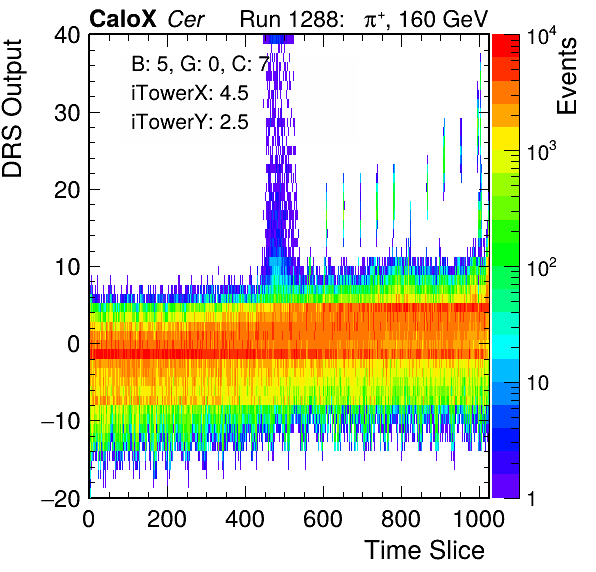 CaloX Cer Run 1288: π+, 160 GeV
DRS Output
Events
B: 5, G: 0, C: 7
iTowerX: 4.5
iTowerY: 2.5
40
30
20
10
0
−10
−20
0 200 400 600 800 1000
Time Slice
10⁴
10³
10²
10
1